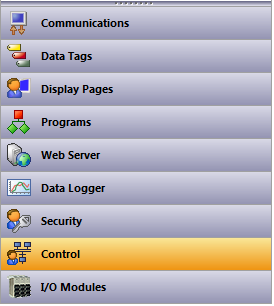 Communications
Data Tags
Display Pages
Programs
Web Server
Data Logger
Security
Control
I/O Modules